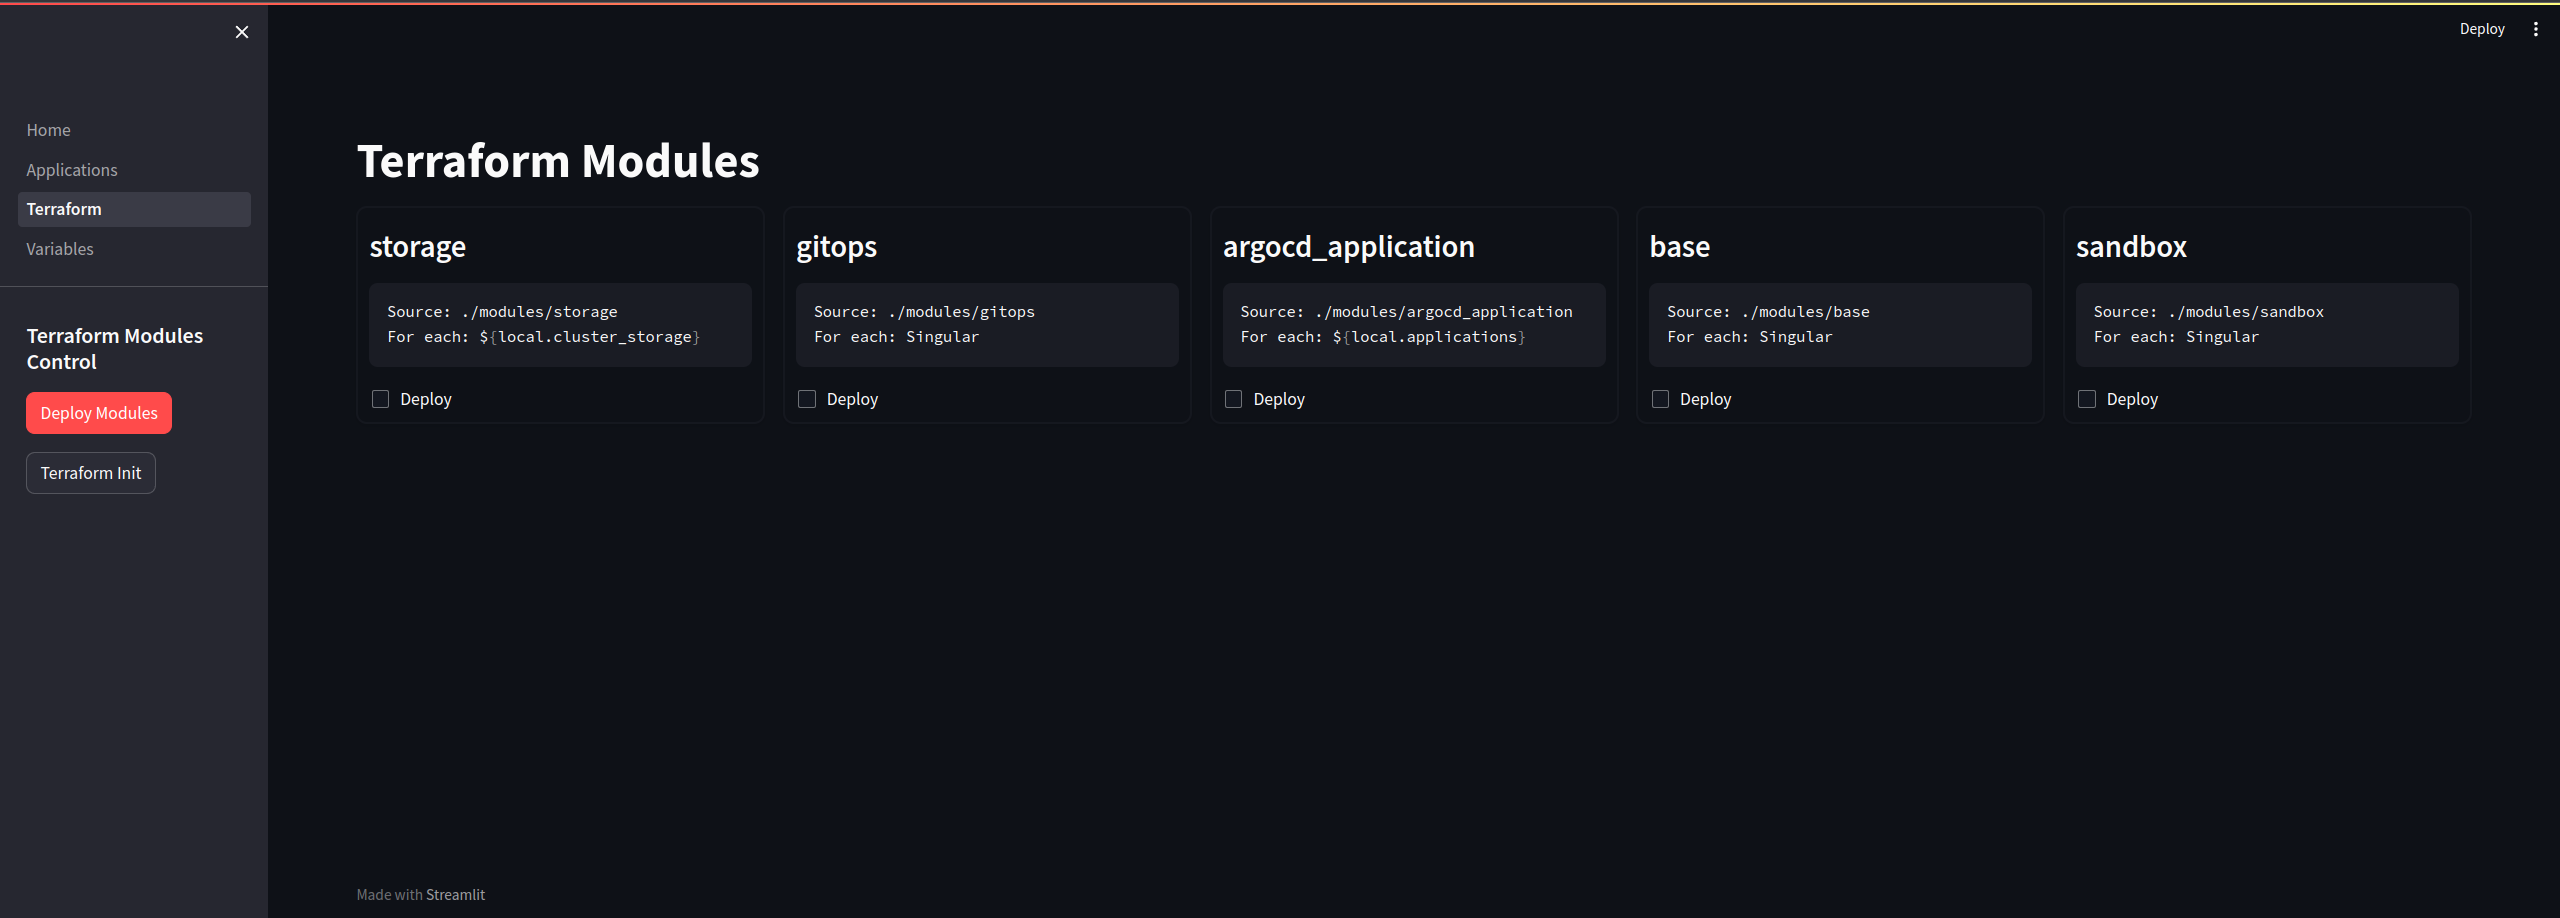 Deploy
Home
Applications
Terraform
Variables
Terraform Modules
Control
Deploy Modules
Terraform Init
Terraform Modules
storage
Source: ./modules/storage
For each: ${local.cluster_storage}
Deploy
gitops
Source: ./modules/gitops
For each: Singular
Deploy
argocd_application
Source: ./modules/argocd_application
For each: ${local.applications}
Deploy
base
Source: ./modules/base
For each: Singular
Deploy
sandbox
Source: ./modules/sandbox
For each: Singular
Deploy
Made with Streamlit